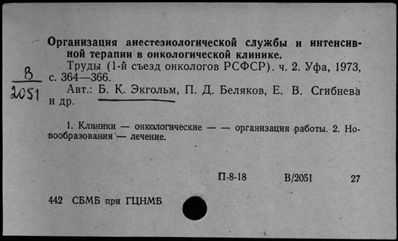 Организация анестезиологической службы и интенсив-
ной терапии в онкологической клинике.
Труды (1-й съезд онкологов РСФСР). ч. 2. Уфа, 1973,
с. 364—366.
В
2051
Авт.: Б. К. Экгольм, П. Д. Беляков, Е. В. Сгибнева
и др.
1. Клиники — онкологические — — организация работы. 2. Но-
вообразования — лечение.
П-8-18 В/2051 27
442 СБМБ при ГЦНМБ